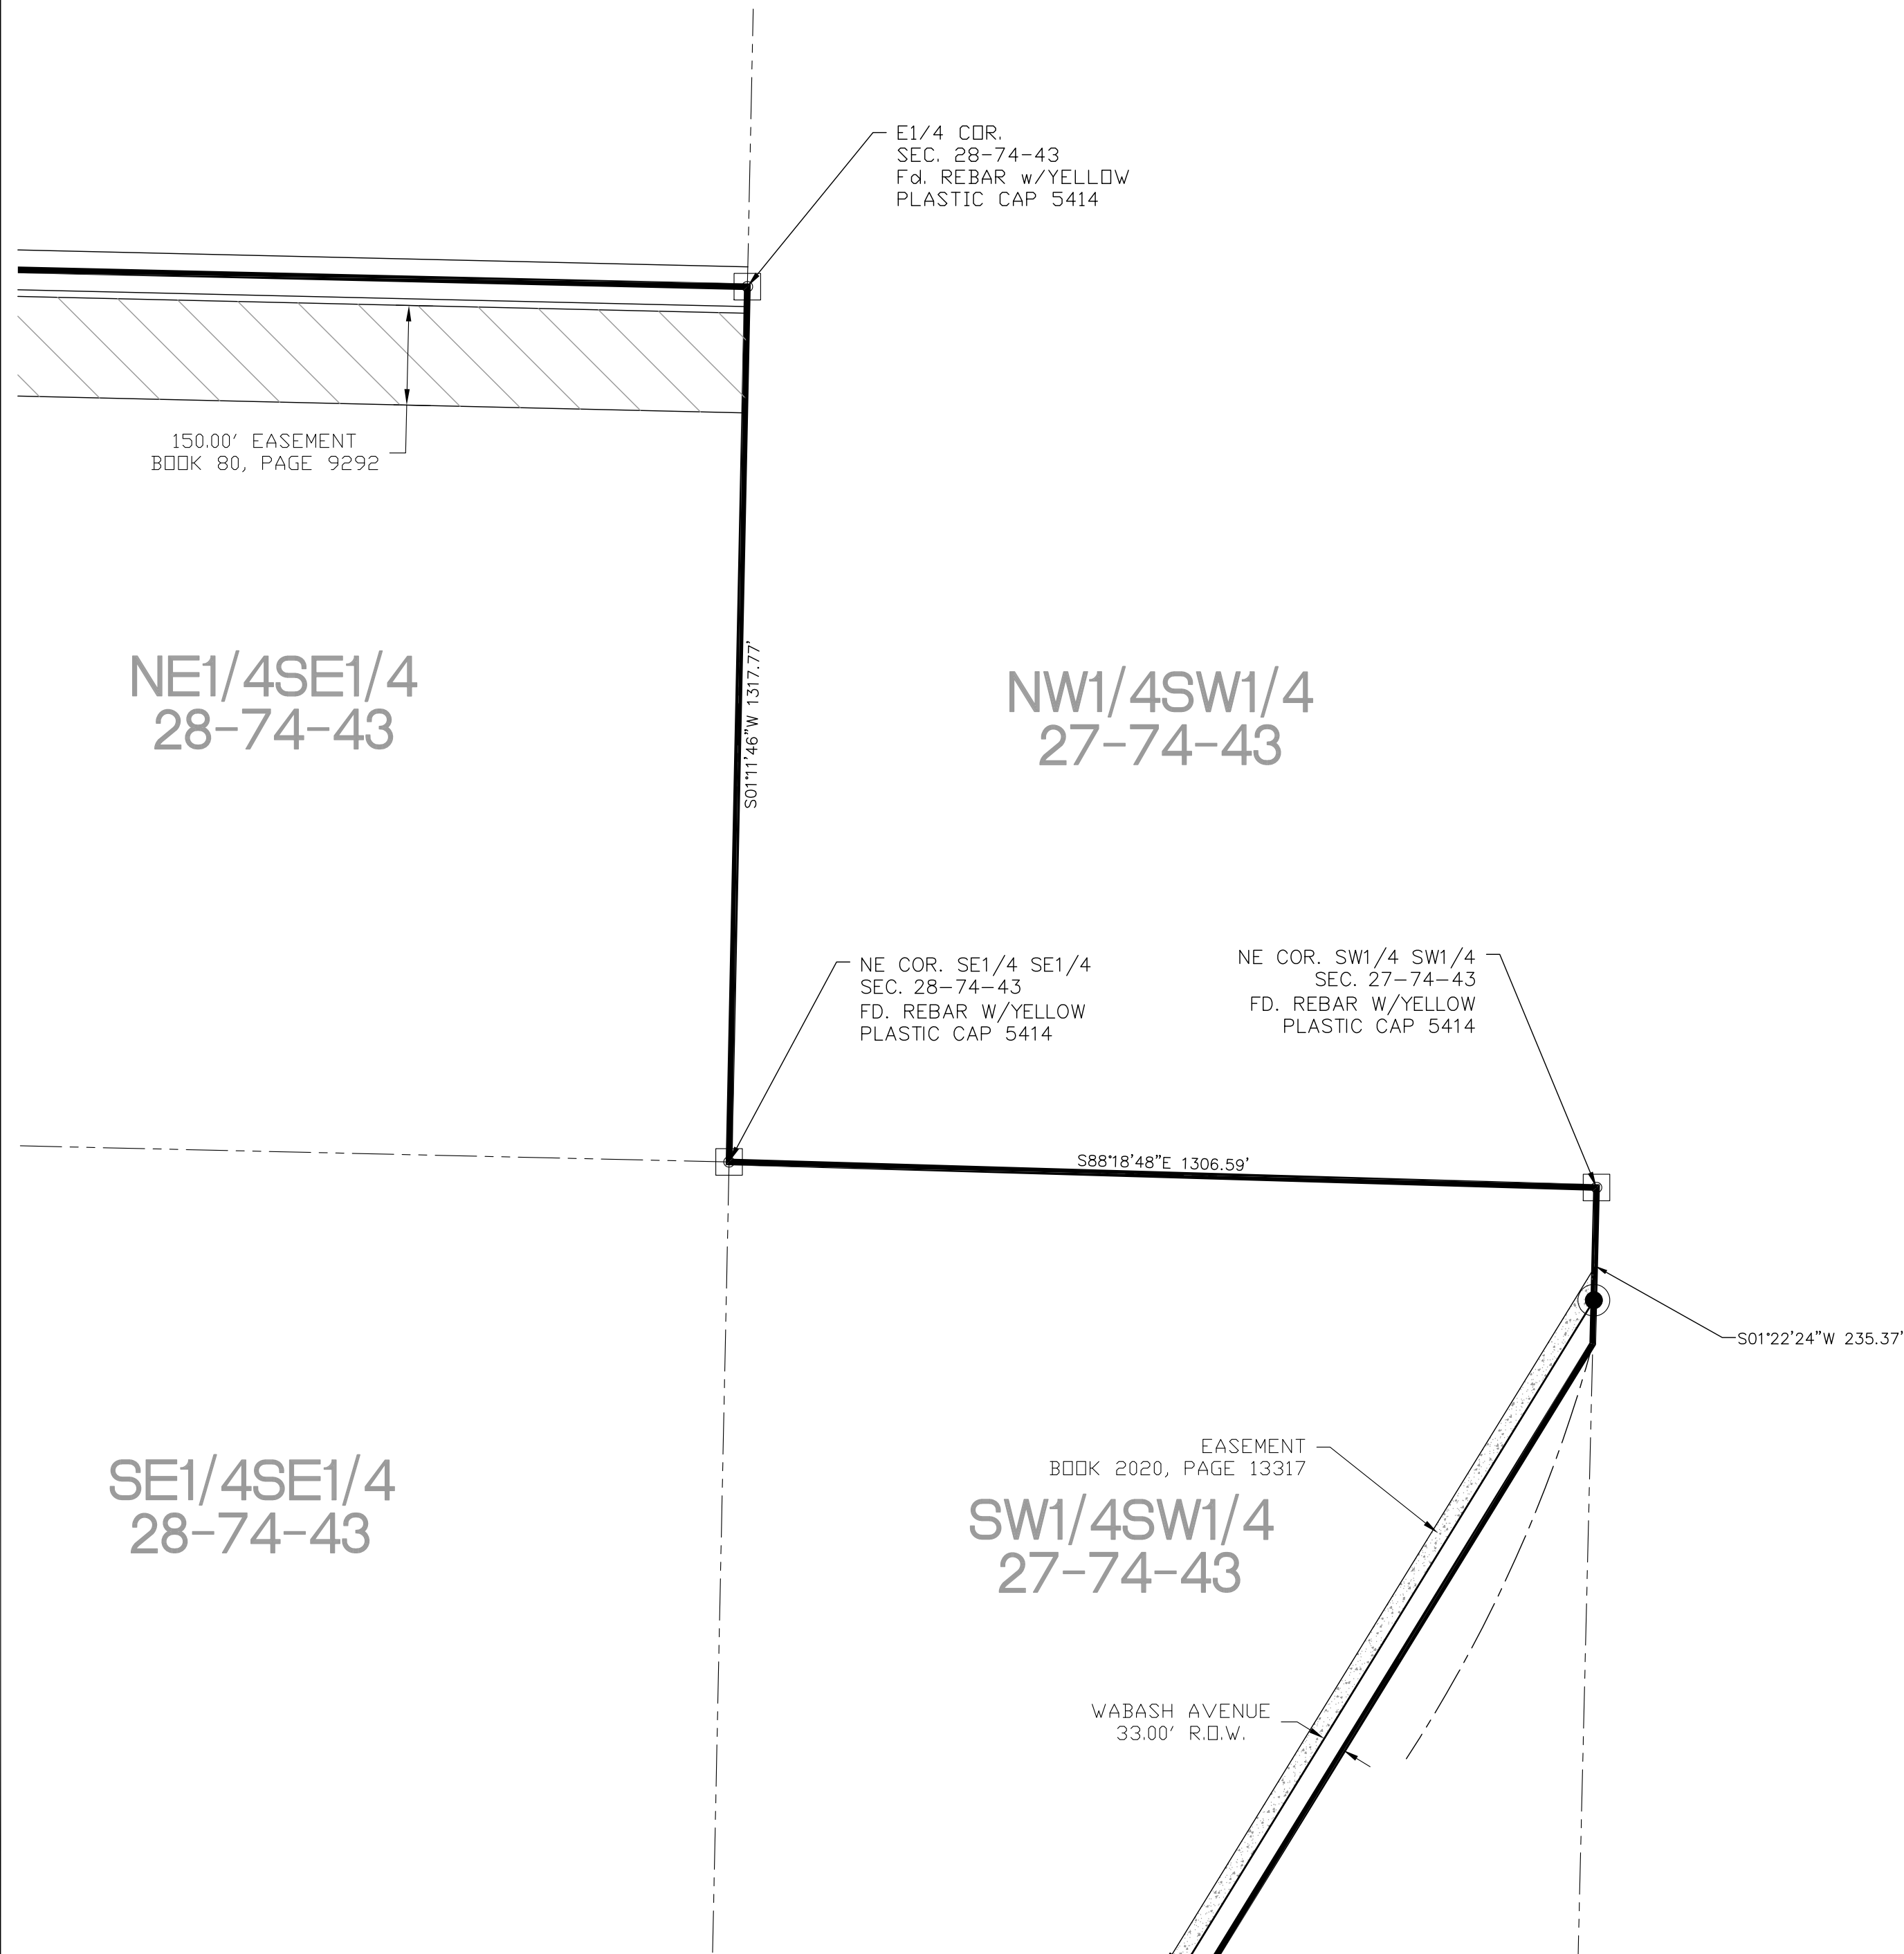 E1/4 COR.
SEC. 28-74-43
Fd. REBAR w/YELLOW
PLASTIC CAP 5414
150.00' EASEMENT
BOOK 80, PAGE 9292
NE1/4SE1/4
28-74-43
S01°11'46"W 1317.77'
NW1/4SW1/4
27-74-43
NE COR. SE1/4 SE1/4
SEC. 28-74-43
FD. REBAR W/YELLOW
PLASTIC CAP 5414
NE COR. SW1/4 SW1/4
SEC. 27-74-43
FD. REBAR W/YELLOW
PLASTIC CAP 5414
S88°18'48"E 1306.59'
S01°22'24"W 235.37'
EASEMENT
BOOK 2020, PAGE 13317
SE1/4SE1/4
28-74-43
SW1/4SW1/4
27-74-43
WABASH AVENUE
33.00' R.O.W.